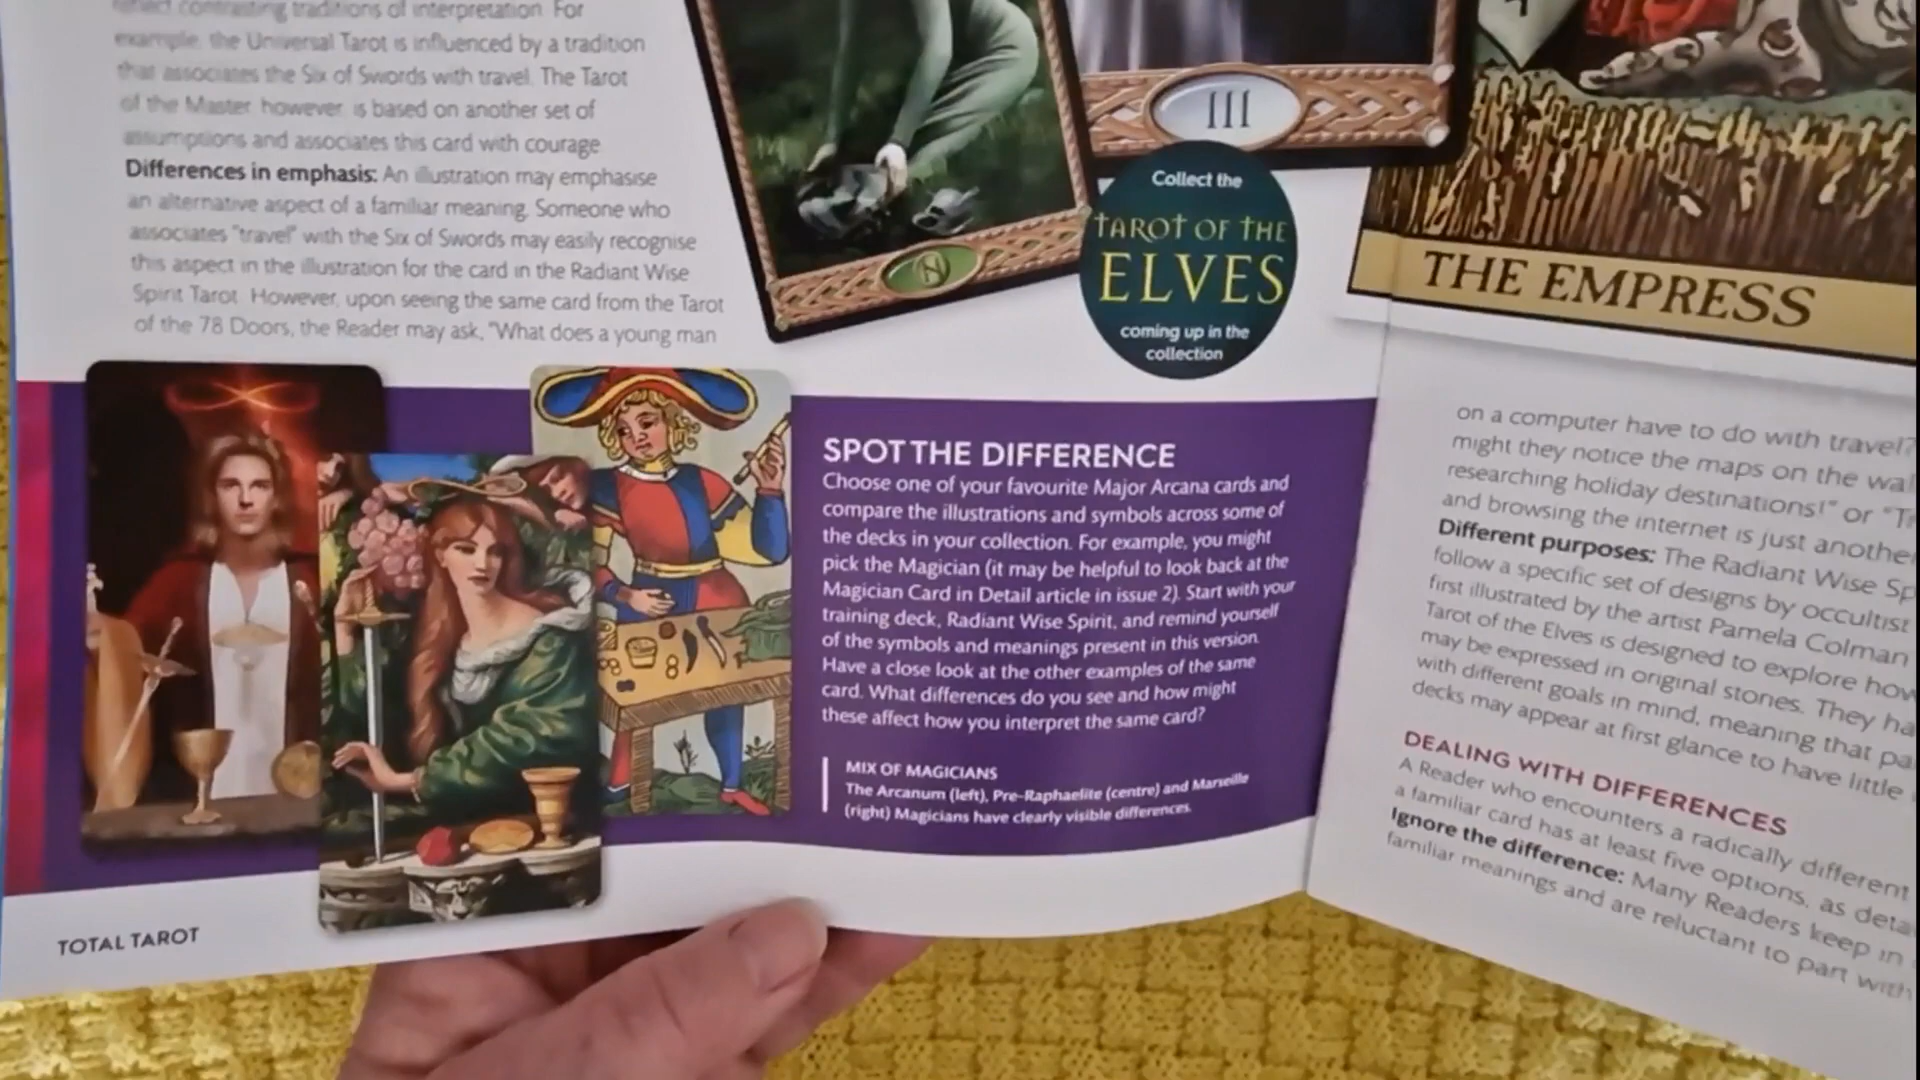 reflect contrasting traditions of interpretation. For
example, the Universal Tarot is influenced by a tradition
that associates the Six of Swords with travel. The Tarot
of the Master, however, is based on another set of
assumptions and associates this card with courage
Differences in emphasis: An illustration may emphasise
an alternative aspect of a familiar meaning. Someone who
associates "travel" with the Six of Swords may easily recognise
this aspect in the illustration for the card in the Radiant Wise
Spirit Tarot. However, upon seeing the same card from the Tarot
of the 78 Doors, the Reader may ask, "What does a young man
III
Collect the
TAROT OF THE
ELVES
coming up in the
collection
THE EMPRESS
SPOT THE DIFFERENCE
Choose one of your favourite Major Arcana cards and
compare the illustrations and symbols across some of
the decks in your collection. For example, you might
pick the Magician (it may be helpful to look back at the
Magician Card in Detail article in issue 2). Start with your
training deck, Radiant Wise Spirit, and remind yourself
of the symbols and meanings present in this version.
Have a close look at the other examples of the same
card. What differences do you see and how might
these affect how you interpret the same card?
MIX OF MAGICIANS
The Arcanum (left), Pre-Raphaelite (centre) and Marseille
(right) Magicians have clearly visible differences.
TOTAL TAROT
on a computer have to do with travel?
might they notice the maps on the
researching holiday destinations!" or
and browsing the internet is just another
Different purposes: The Radiant Wise
follow a specific set of designs by occultist
first illustrated by the artist Pamela Colman
Tarot of the Elves is designed to explore how
may be expressed in original stories. They
with different goals in mind, meaning that
decks may appear at first glance to have little
DEALING WITH DIFFERENCES
A Reader who encounters a radically different
a familiar card has at least five options, as
Ignore the difference: Many Readers keep in
familiar meanings and are reluctant to part with